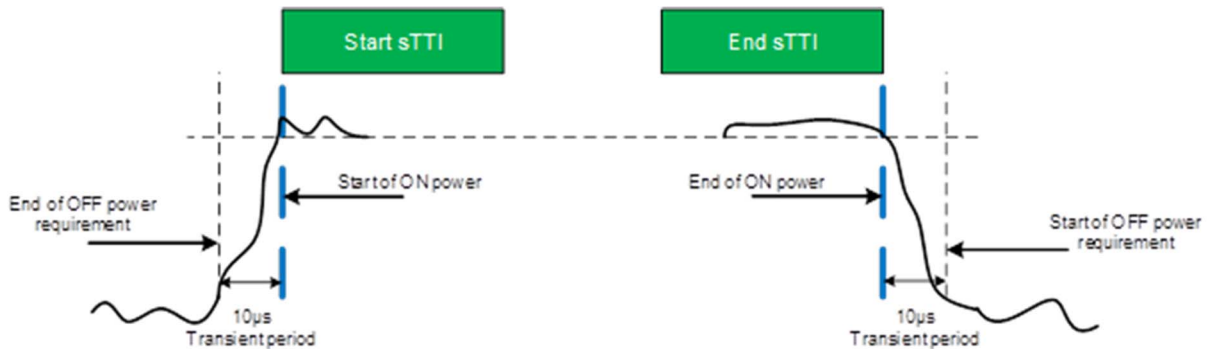 Start sTTI
End sTTI
Start of ON power
End of ON power
End of OFF power
requirement
Start of OFF power
requirement
10µs
Transient period
10µs
Transient period